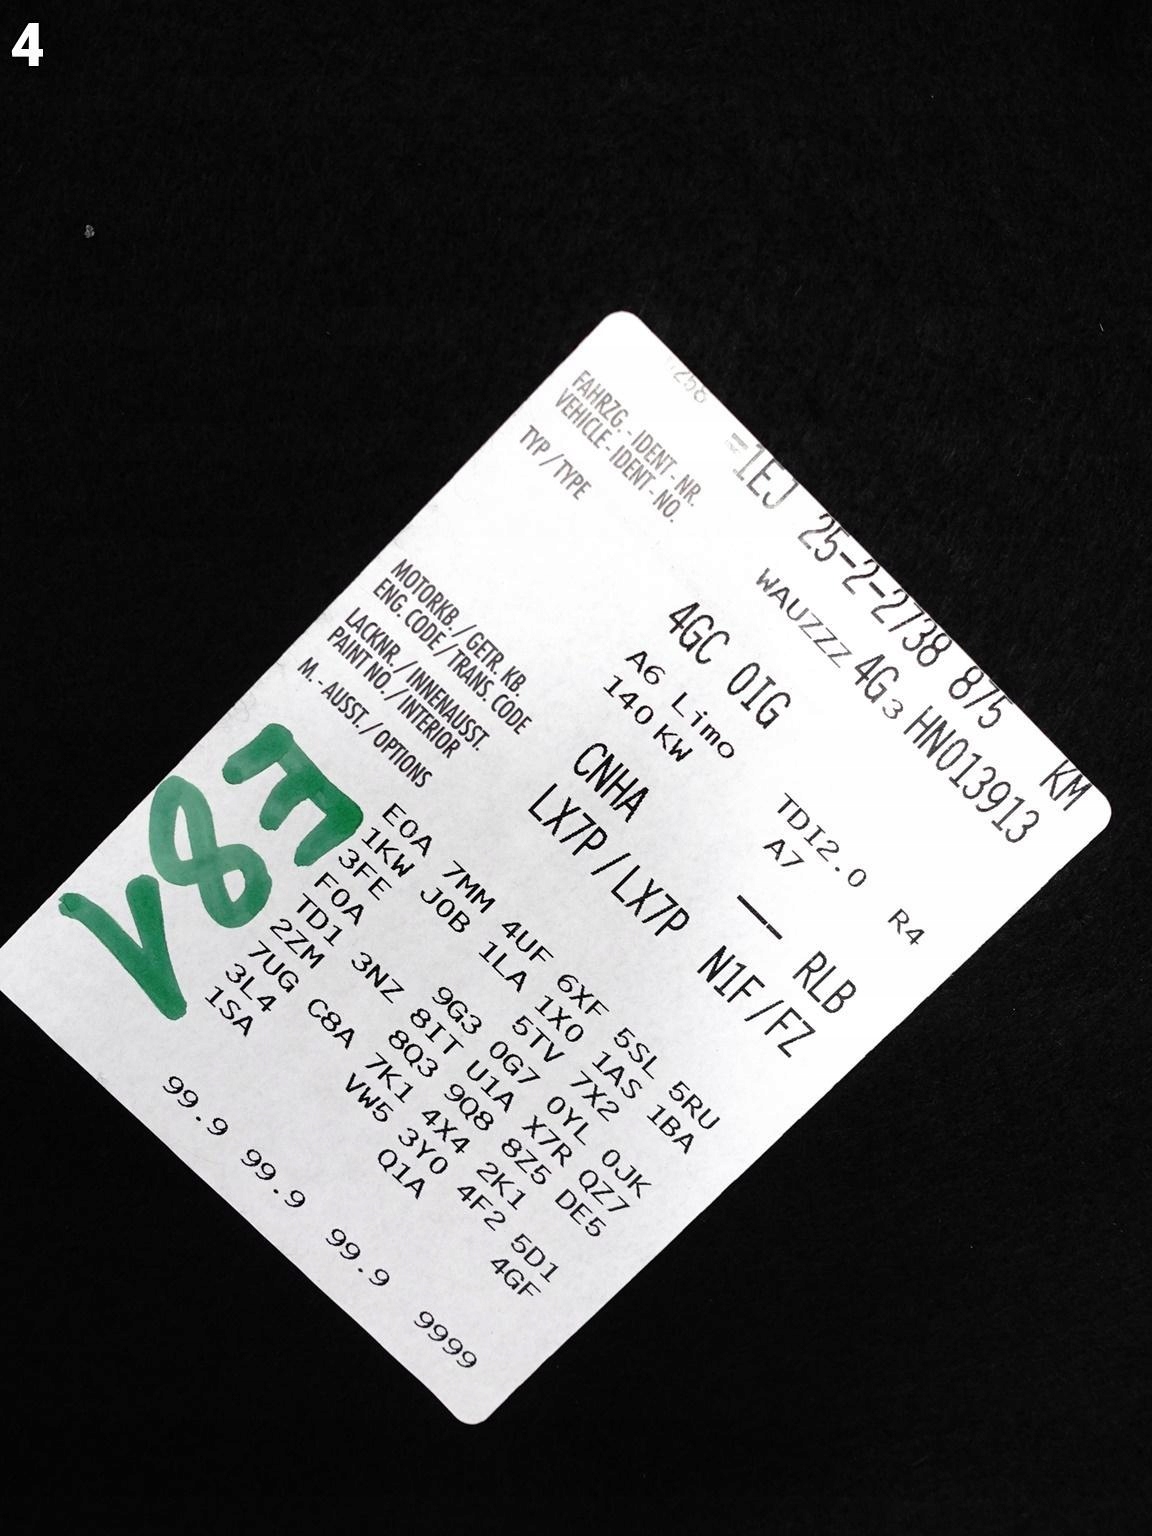 4
1EJ 25-2-2738 875 KM
FAHRZG.-IDENT-NR.
VEHICLE-IDENT-NO. WAUZZZ 4G3 HN013913
TYP/TYPE 4GC 0IG
A6 Limo TDI2.0 R4
140KW A7
MOTORKB./GETR. KB.
ENG. CODE/TRANS. CODE CNHA — RLB
LACKNR./INNENAUSST.
PAINT NO./INTERIOR LX7P/LX7P N1F/FZ
M.-AUSST./OPTIONS
E0A 7MM 4UF 6XF 5SL 5RU
1KW J0B 1LA 1X0 1AS 1BA
3FE 5TV 7X2
F0A 9G3 0G7 0YL 0JK
TD1 3NZ 8IT U1A X7R QZ7
2ZM 8Q3 9Q8 8Z5 DE5
7UG C8A 7K1 4X4 2K1
3L4 VW5 3Y0 4F2 5D1
1SA Q1A 4GF
V8E
99.9 99.9 99.9 9999